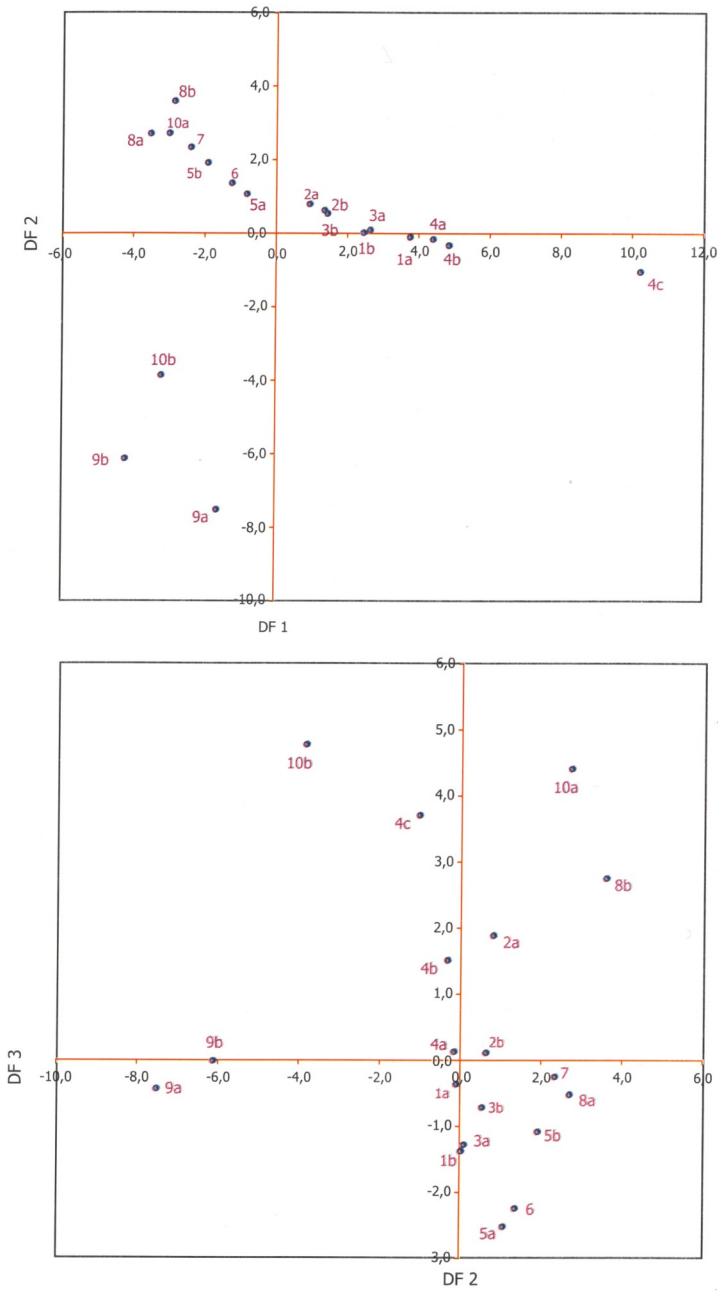 6,0
8b
4,0
10a
8a
7
5b
2,0
6
5a
2a
2b
3a
4a
3b
0,0
1b
1a
4b
-6,0
-4,0
-2,0
0,0
2,0
4,0
6,0
8,0
10,0
12,0
4c
-2,0
10b
-4,0
9b
-6,0
9a
-8,0
-10,0
DF 2
DF 1
6,0
5,0
10b
10a
4,0
4c
3,0
8b
2,0
2a
4b
1,0
4a
2b
9b
-10,0
-8,0
-6,0
-4,0
-2,0
0,0
2,0
4,0
6,0
9a
7
1a
8a
3b
-1,0
5b
3a
1b
-2,0
6
5a
-3,0
DF 3
DF 2